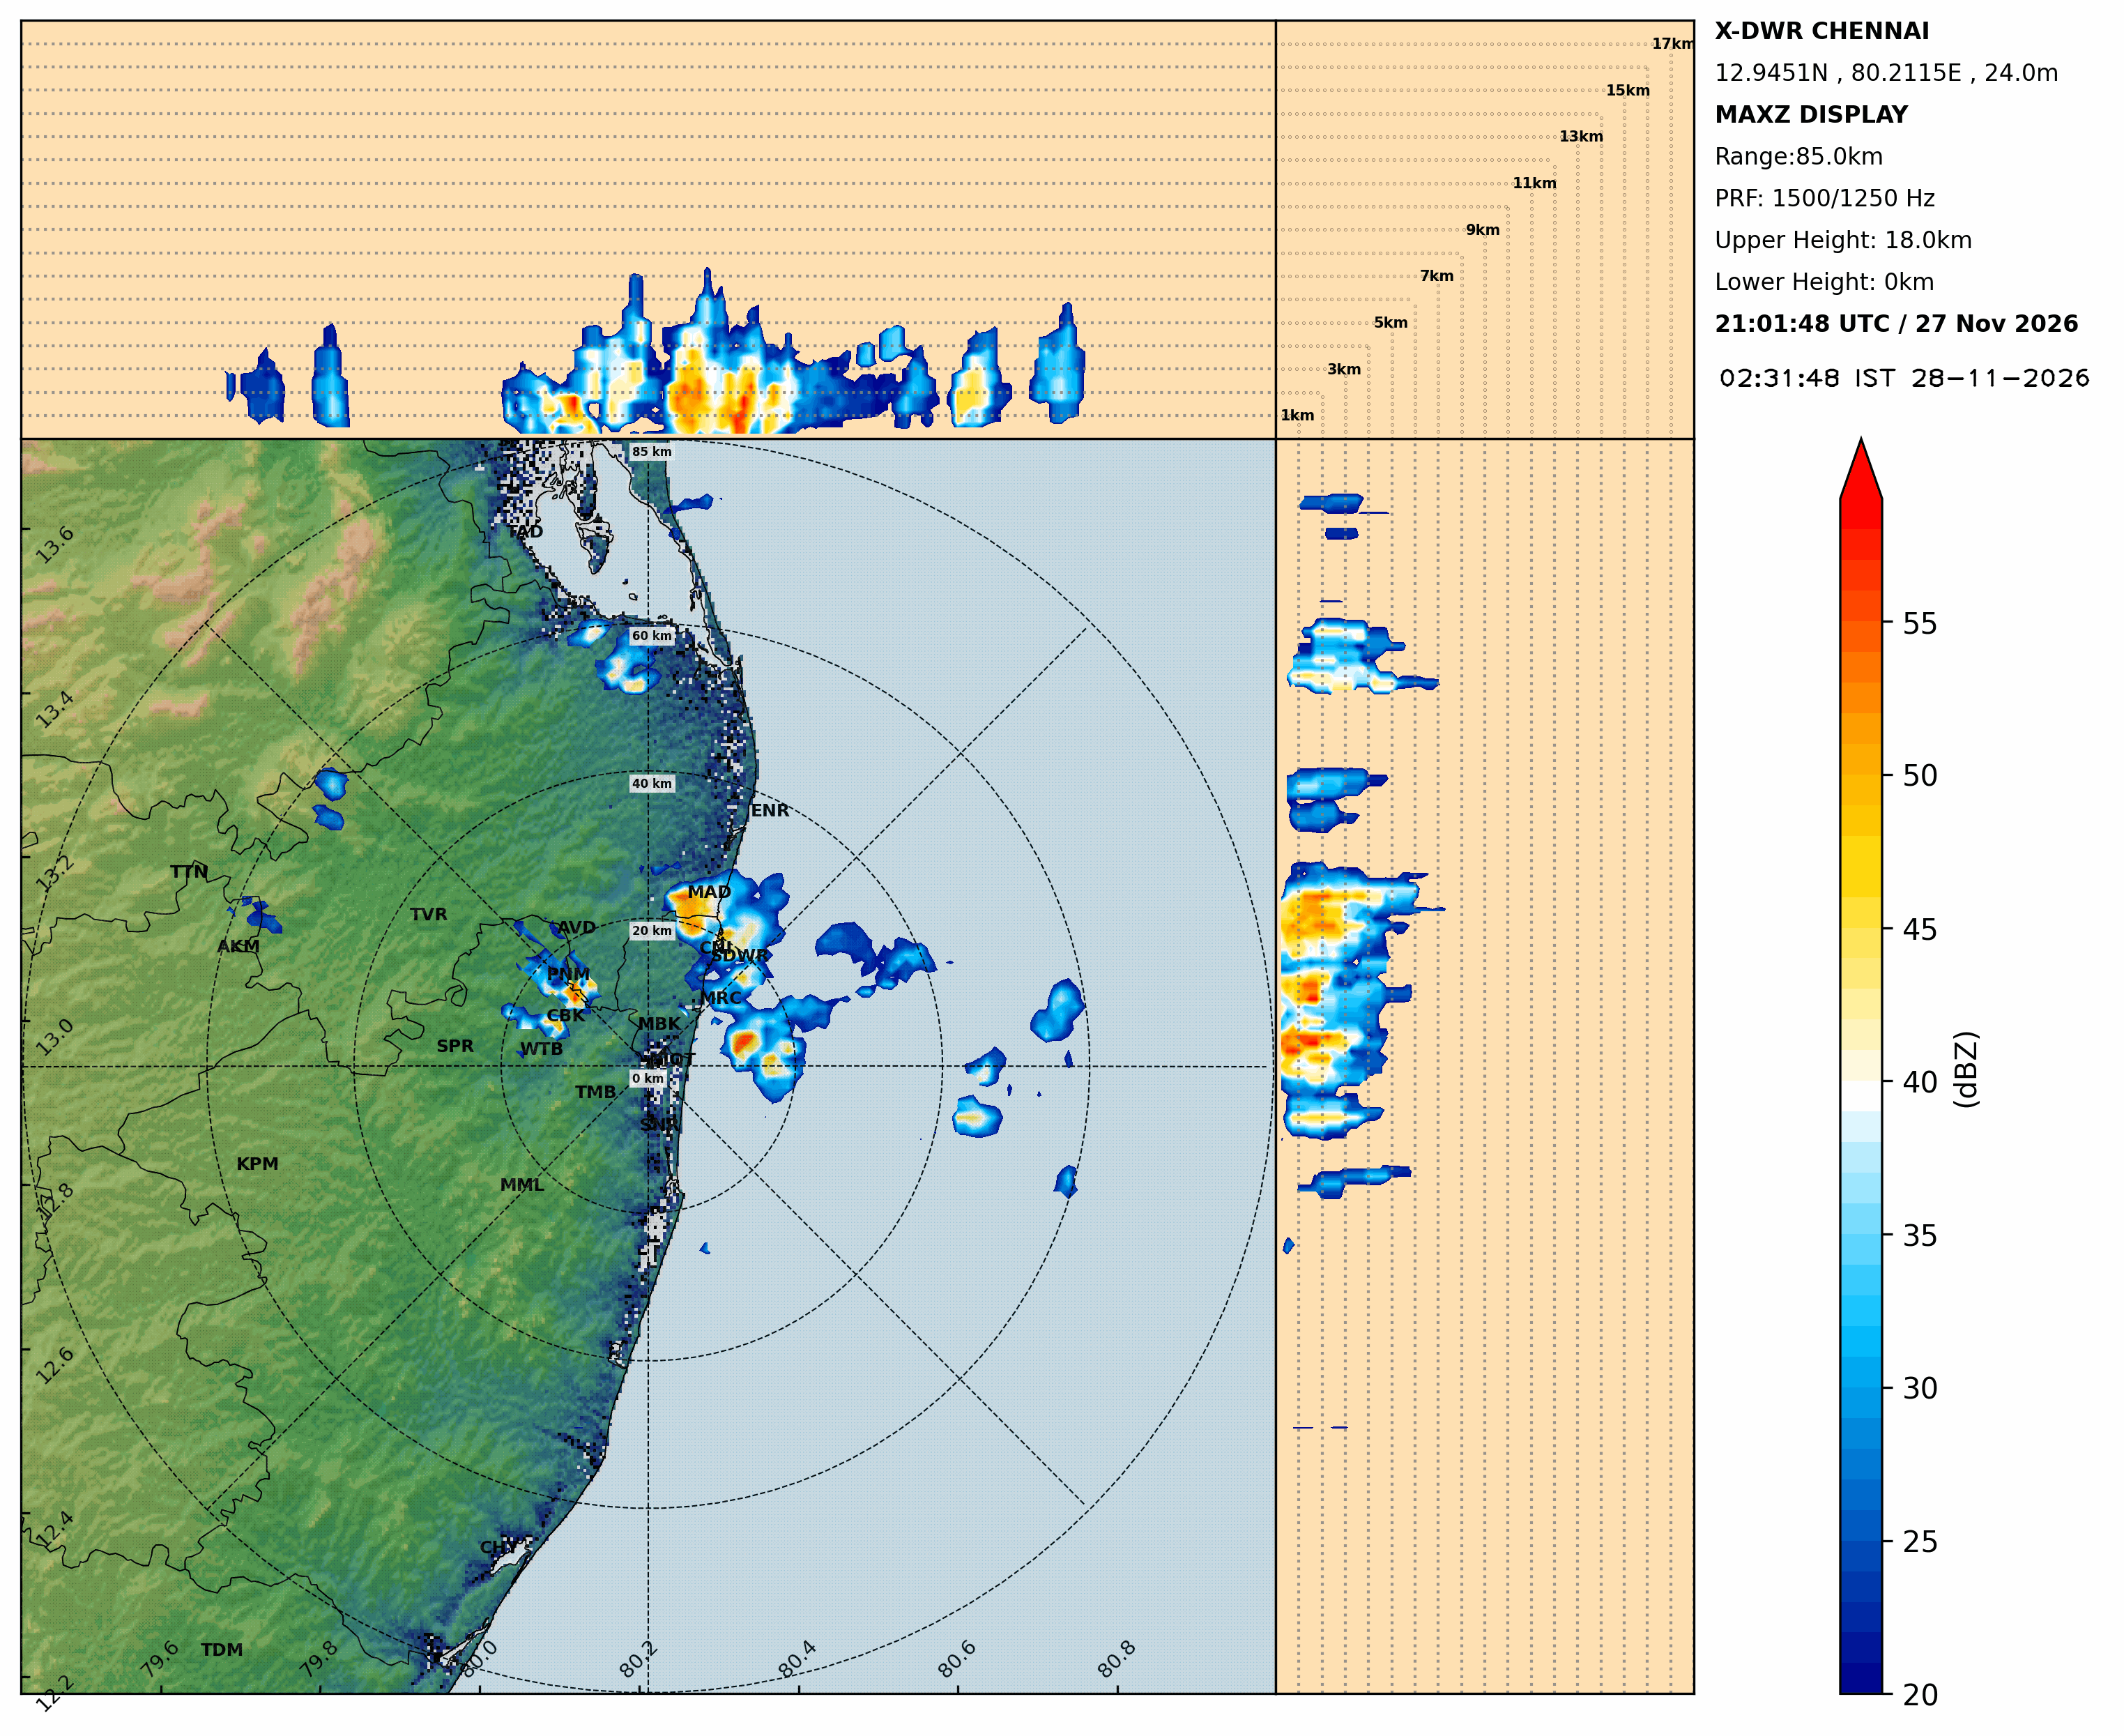 X-DWR CHENNAI
12.9451N , 80.2115E , 24.0m
MAXZ DISPLAY
Range:85.0km
PRF: 1500/1250 Hz
Upper Height: 18.0km
Lower Height: 0km
21:01:48 UTC / 27 Nov 2026
02:31:48 IST 28-11-2026
17km
15km
13km
11km
9km
7km
5km
3km
1km
85 km
TAD
13.6
60 km
13.4
40 km
ENR
TTN
13.2
MAD
TVR
AVD
20 km
AKM
SDWR
PNM
MRC
CBK
MBK
13.0
SPR
WTB
0 km
TMB
SNR
KPM
MML
12.8
12.6
12.4
CHY
TDM
12.2
79.6
79.8
80.0
80.2
80.4
80.6
80.8
55
50
45
40
35
30
25
20
(dBZ)